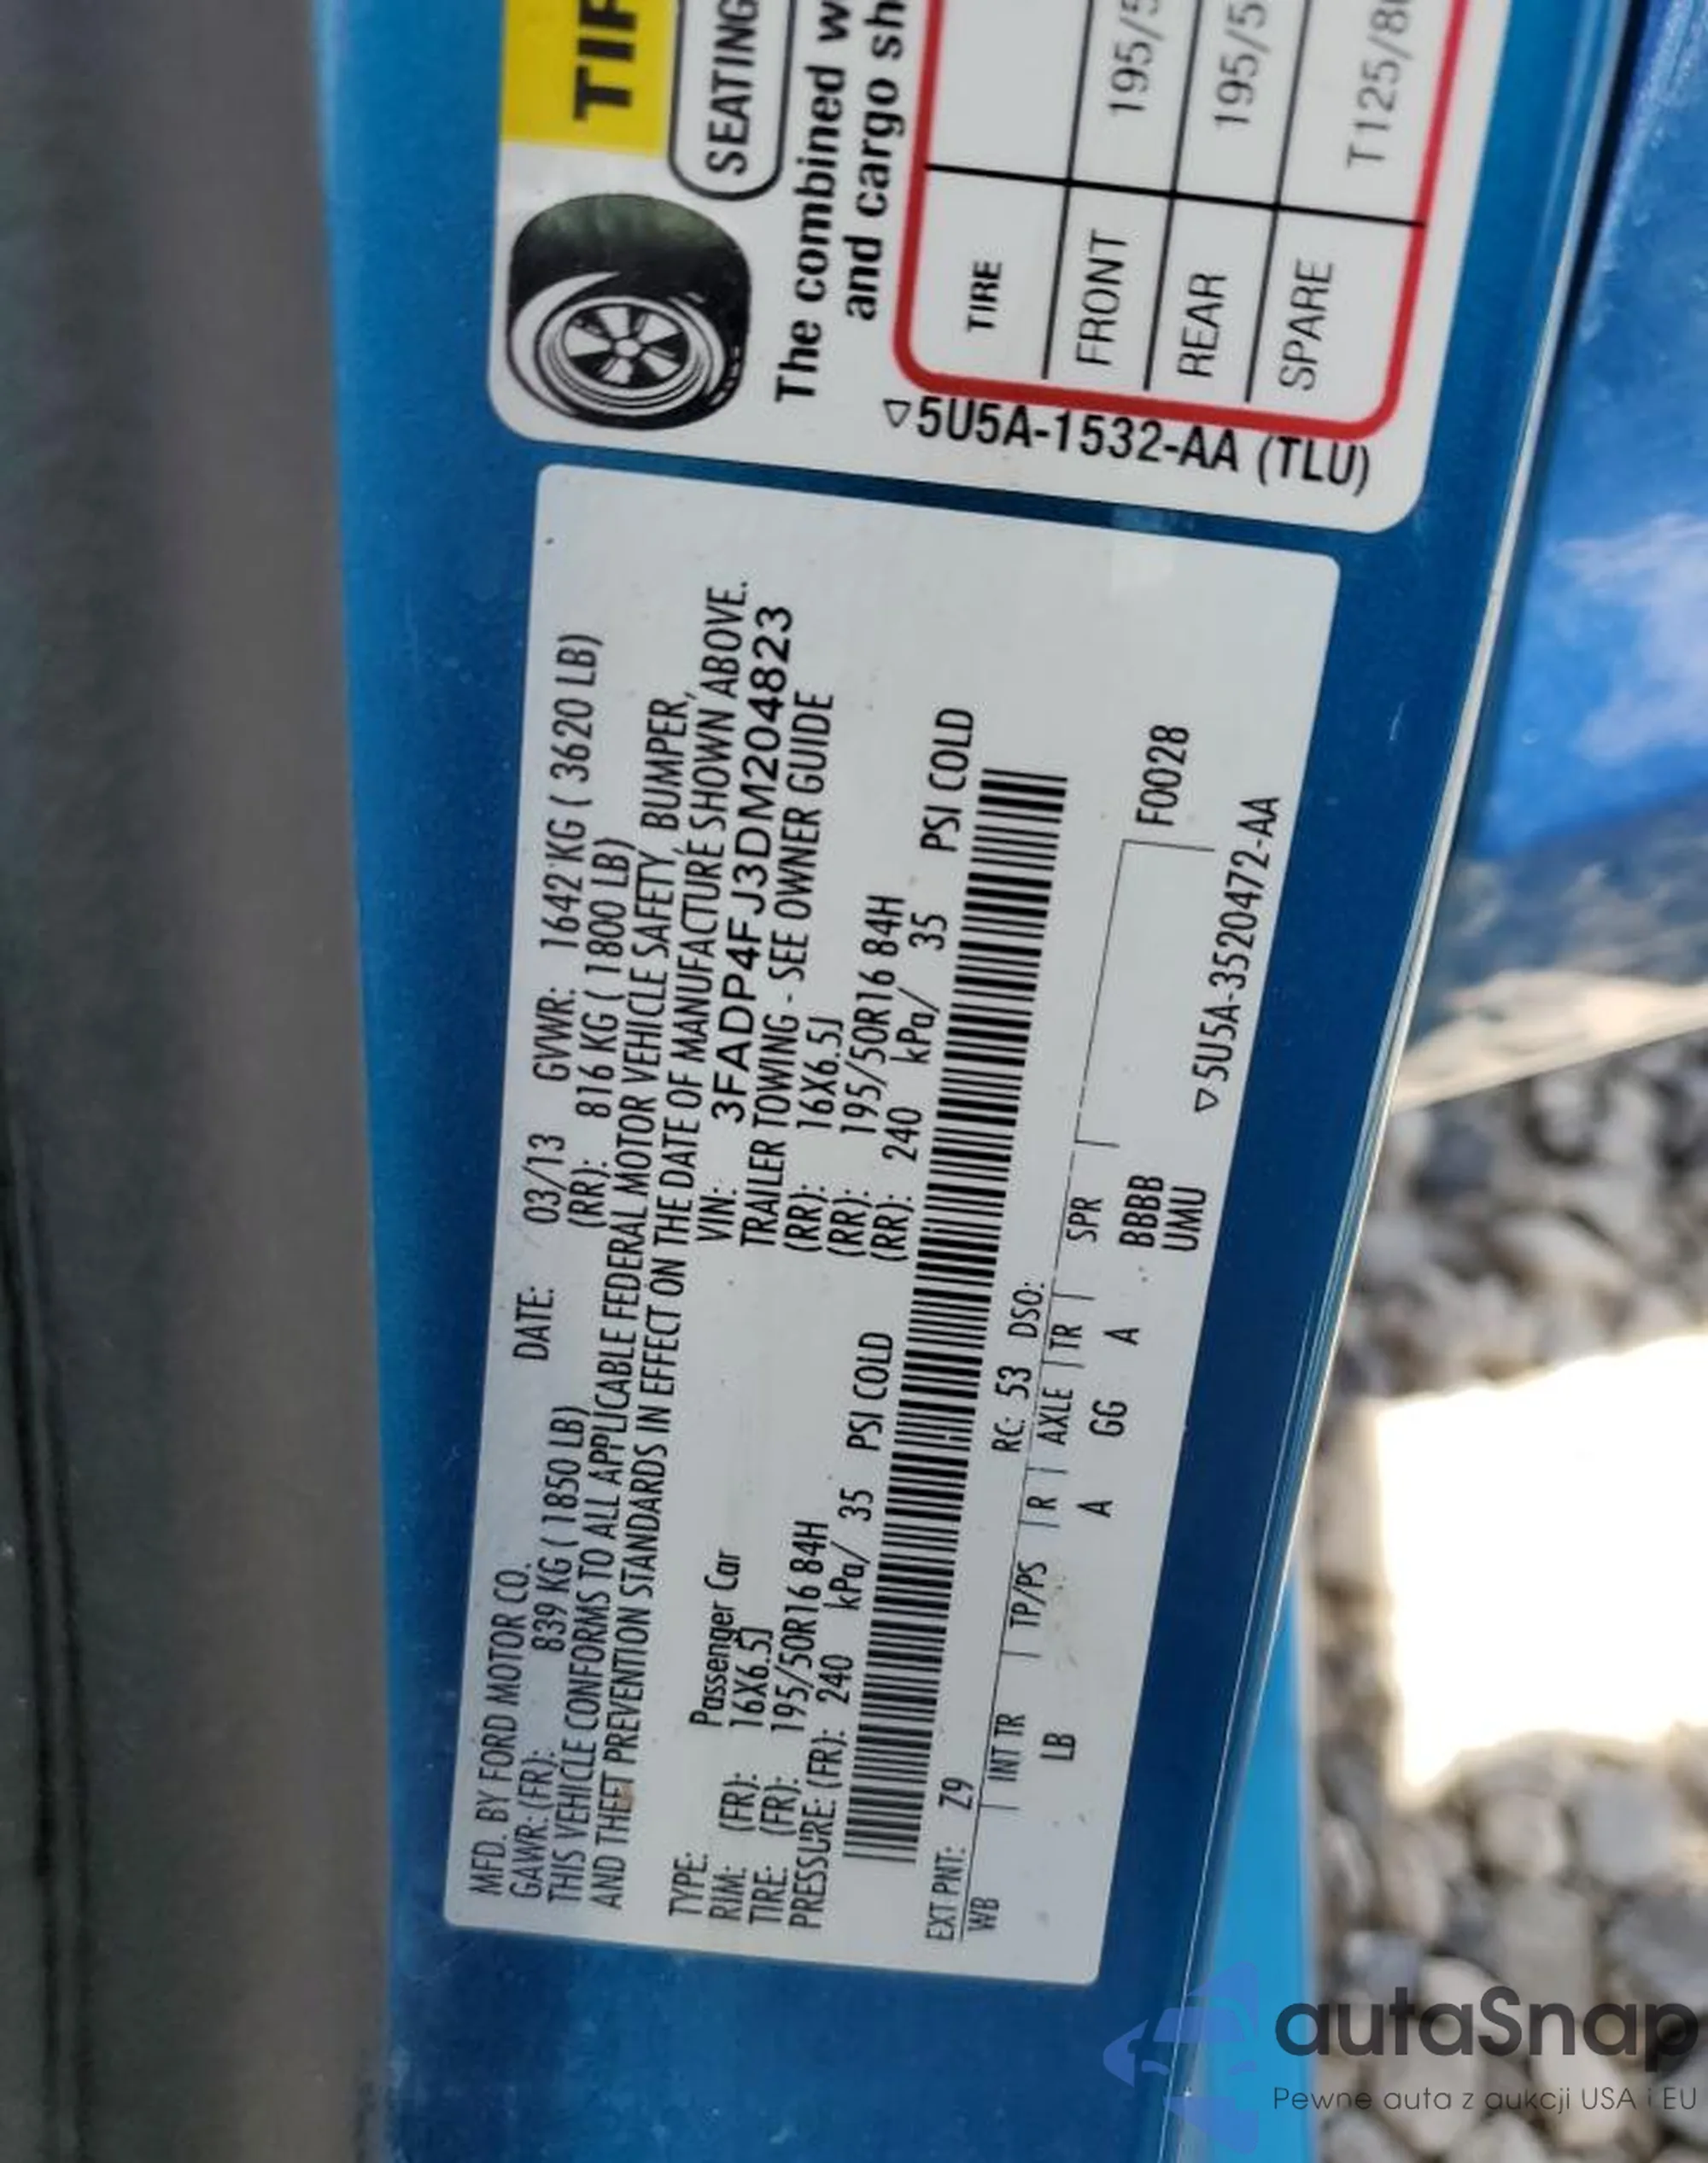 TIR
SEATING
The combined w
and cargo sh
TIRE
FRONT 195/5
REAR 195/5
SPARE T125/8
▽5U5A-1532-AA (TLU)
MFD. BY FORD MOTOR CO. DATE: 03/13 GVWR: 1642 KG ( 3620 LB)
GAWR: (FR): 839 KG ( 1850 LB) (RR): 816 KG ( 1800 LB)
THIS VEHICLE CONFORMS TO ALL APPLICABLE FEDERAL MOTOR VEHICLE SAFETY, BUMPER,
AND THEFT PREVENTION STANDARDS IN EFFECT ON THE DATE OF MANUFACTURE SHOWN ABOVE.
VIN: 3FADP4FJ3DM204823
TYPE: Passenger Car TRAILER TOWING - SEE OWNER GUIDE
RIM: (FR): 16X6.5J (RR): 16X6.5J
TIRE: (FR): 195/50R16 84H (RR): 195/50R16 84H
PRESSURE: (FR): 240 kPa/ 35 PSI COLD (RR): 240 kPa/ 35 PSI COLD
EXT PNT: Z9 RC: 53 DSO:
WB INT TR TP/PS R AXLE TR SPR F0028
LB A GG A BBBB
UMU
▽5U5A-3520472-AA
autaSnap
Pewne auta z aukcji USA i EU